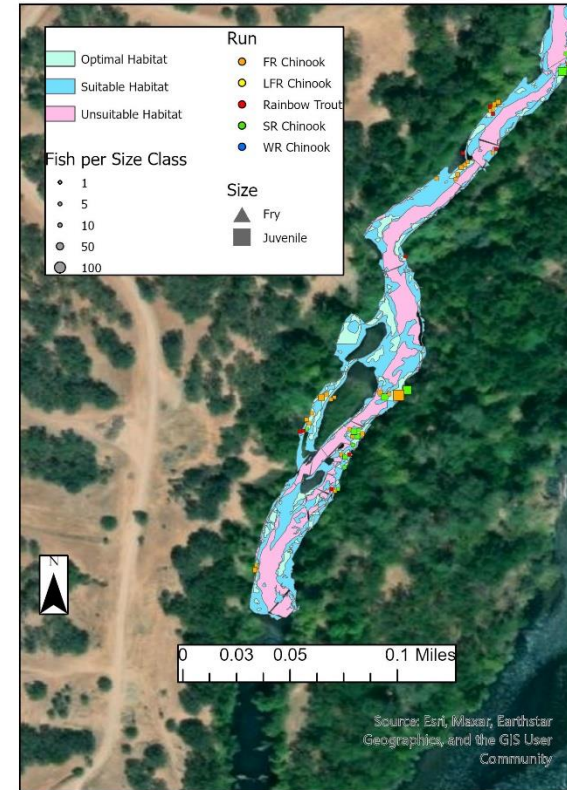 Optimal Habitat
Suitable Habitat
Unsuitable Habitat
Fish per Size Class
1
5
10
50
100
Run
FR Chinook
LFR Chinook
Rainbow Trout
SR Chinook
WR Chinook
Size
Fry
Juvenile
N
0 0.03 0.05 0.1 Miles
Source: Esri, Maxar, Earthstar
Geographics, and the GIS User
Community